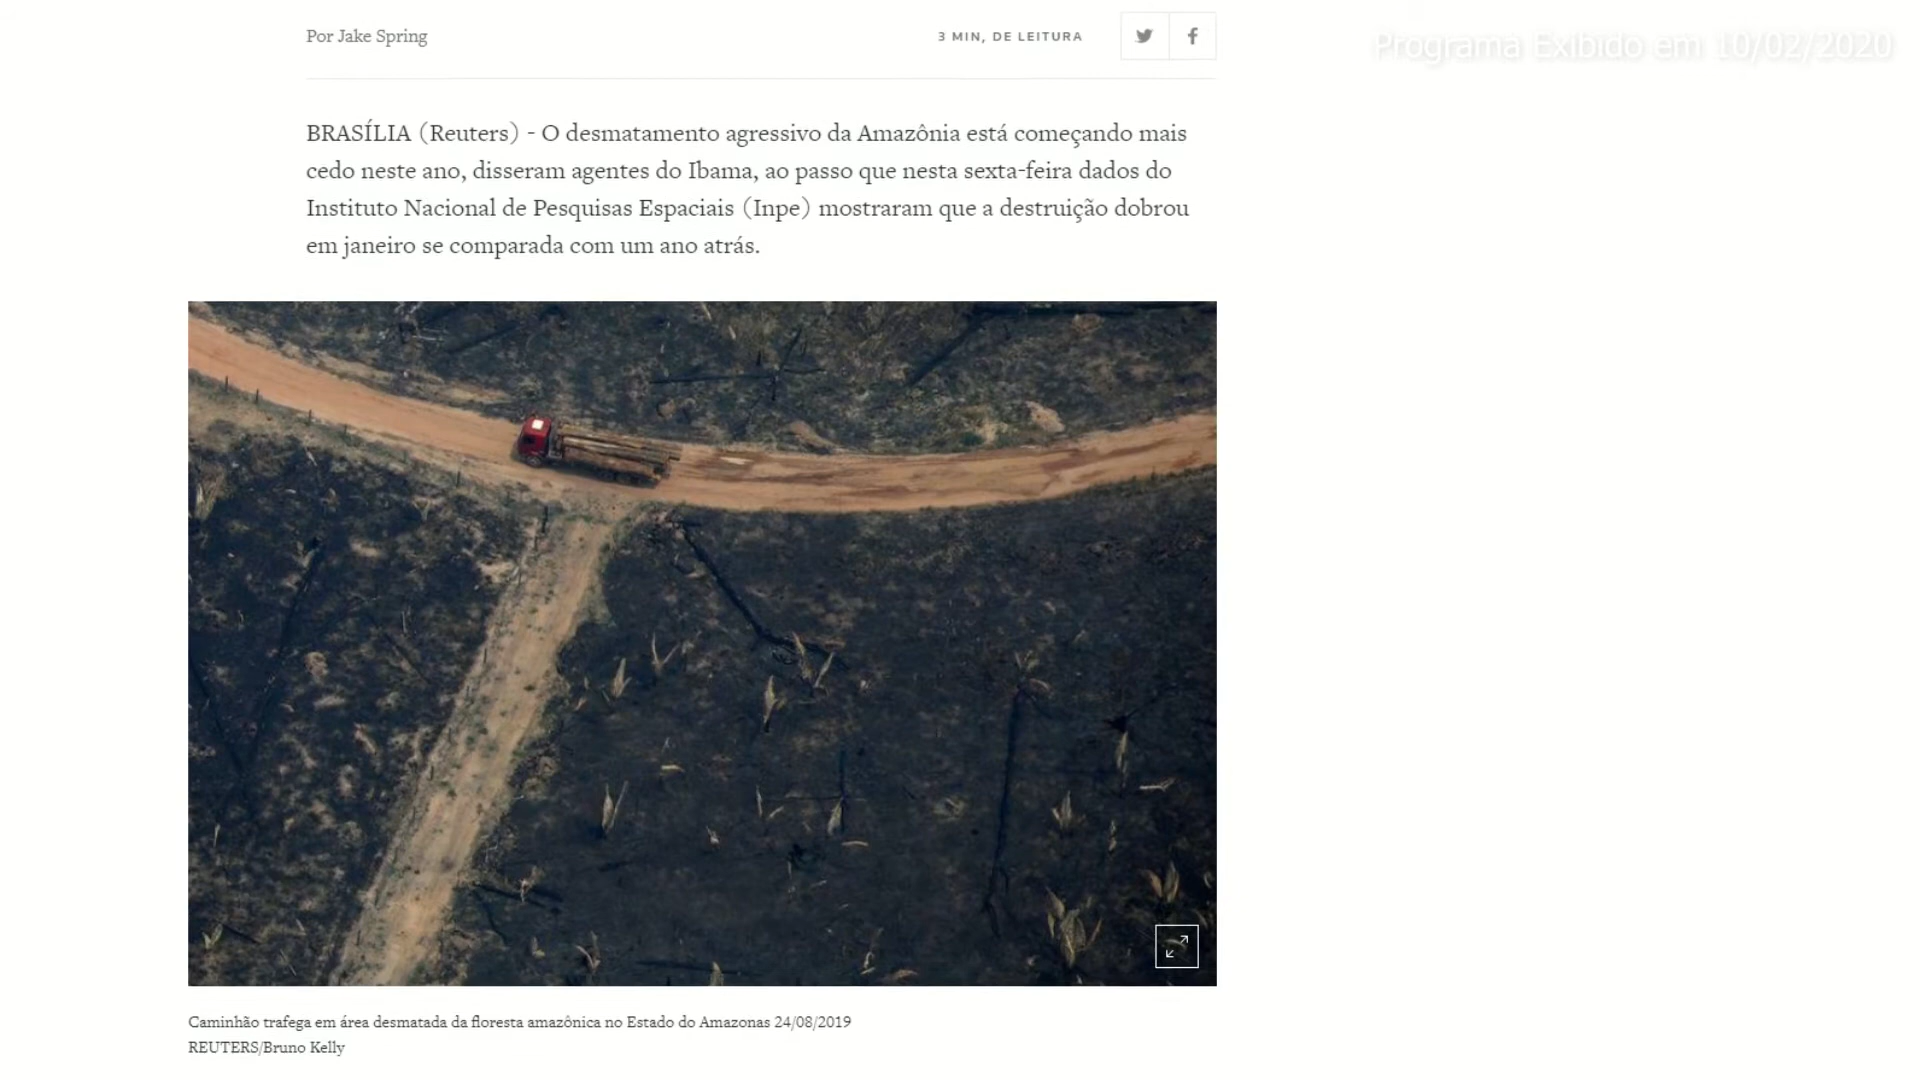 Por Jake Spring
3 MIN, DE LEITURA
Programa Exibido em 10/02/2020
BRASÍLIA (Reuters) - O desmatamento agressivo da Amazônia está começando mais
cedo neste ano, disseram agentes do Ibama, ao passo que nesta sexta-feira dados do
Instituto Nacional de Pesquisas Espaciais (Inpe) mostraram que a destruição dobrou
em janeiro se comparada com um ano atrás.
Caminhão trafega em área desmatada da floresta amazônica no Estado do Amazonas 24/08/2019
REUTERS/Bruno Kelly